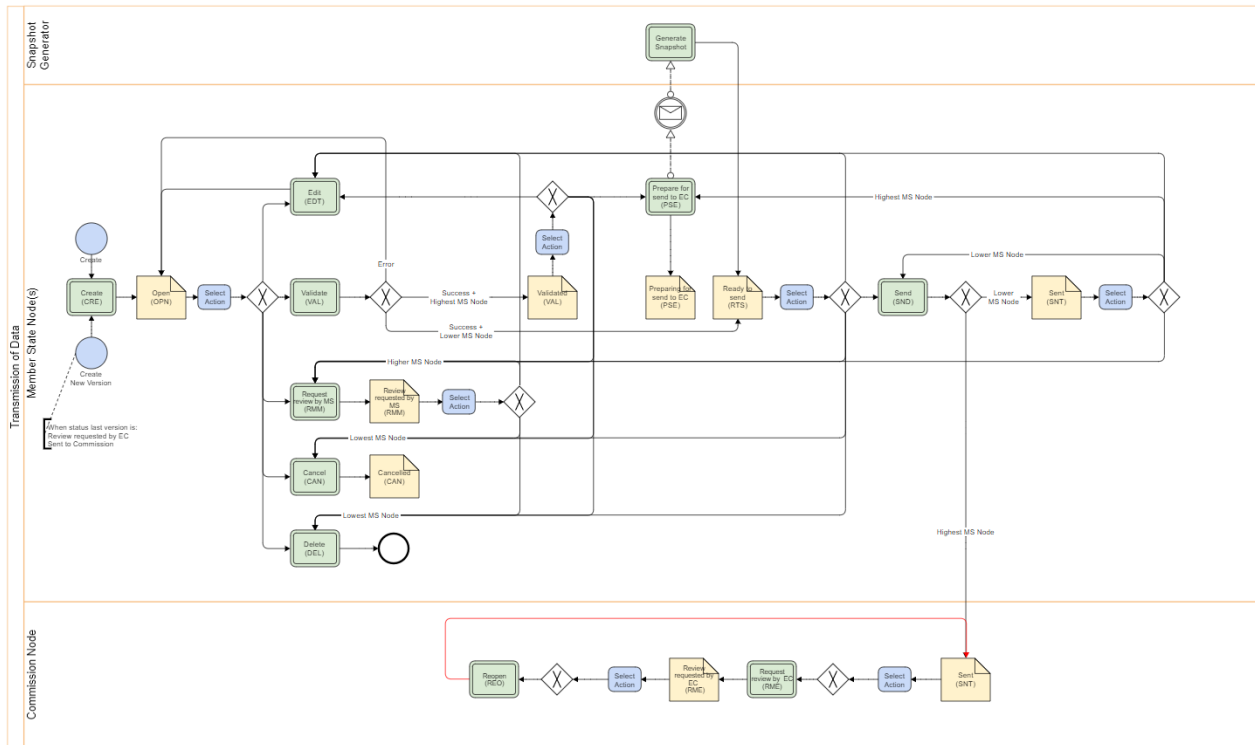 Transmission of Data
Snapshot
Generator
Member State Node(s)
Commission Node
Generate
Snapshot
Edit
(EDT)
Prepare for
send to EC
(PSE)
Highest MS Node
Create
Select
Action
Lower MS Node
Error
Create
(CRE)
Open
(OPN)
Select
Action
Validate
(VAL)
Success +
Highest MS Node
Validated
(VAL)
Preparing for
send to EC
(PSE)
Ready to
send
(RTS)
Select
Action
Send
(SND)
Lower
MS Node
Sent
(SNT)
Select
Action
Success +
Lower MS Node
Create
New Version
Higher MS Node
Request
review by MS
(RMM)
Review
requested by
MS
(RMM)
Select
Action
When status last version is:
Review requested by EC
Sent to Commission
Lowest MS Node
Cancel
(CAN)
Cancelled
(CAN)
Lowest MS Node
Delete
(DEL)
Highest MS Node
Reopen
(REO)
Select
Action
Review
requested by
EC
(RME)
Request
review by EC
(RME)
Select
Action
Sent
(SNT)